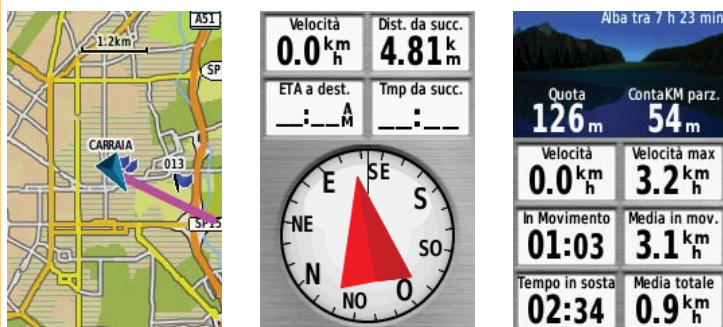 A51
1.2km
SP
CARRAIA
013
SP15
Velocità
0.0 km/h
Dist. da succ.
4.81 km
ETA a dest.
__:__ AM
Tmp da succ.
__:__
E
SE
S
NE
SO
N
NO
O
Alba tra 7 h 23 min
Quota
126 m
ContaKM parz.
54 m
Velocità
0.0 km/h
Velocità max
3.2 km/h
In Movimento
01:03
Media in mov.
3.1 km/h
Tempo in sosta
02:34
Media totale
0.9 km/h